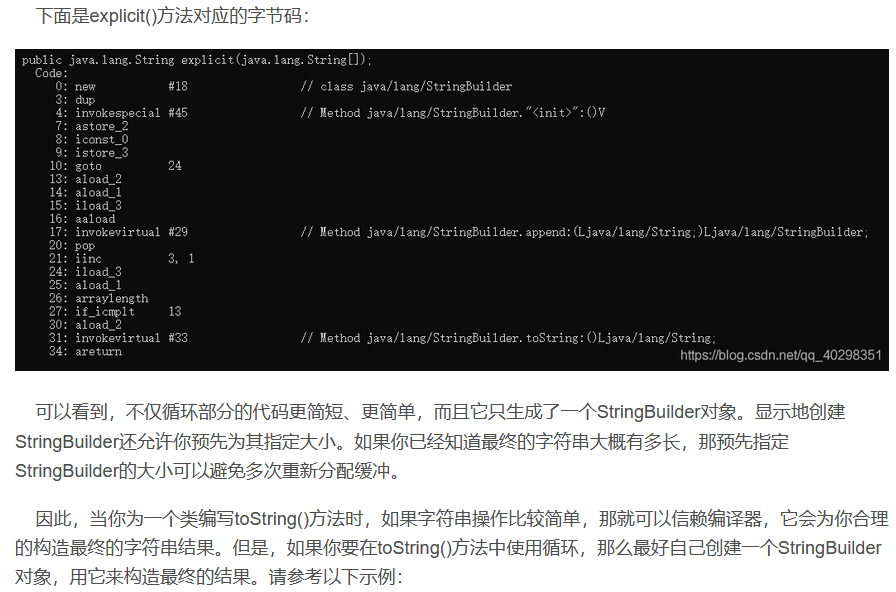 下面是explicit()方法对应的字节码：
public java.lang.String explicit(java.lang.String[]);
Code:
0: new #18 // class java/lang/StringBuilder
3: dup
4: invokespecial #45 // Method java/lang/StringBuilder."<init>":()V
7: astore_2
8: iconst_0
9: istore_3
10: goto 24
13: aload_2
14: aload_1
15: iload_3
16: aaload
17: invokevirtual #29 // Method java/lang/StringBuilder.append:(Ljava/lang/String;)Ljava/lang/StringBuilder;
20: pop
21: iinc 3, 1
24: iload_3
25: aload_1
26: arraylength
27: if_icmplt 13
30: aload_2
31: invokevirtual #33 // Method java/lang/StringBuilder.toString:()Ljava/lang/String;
34: areturn
https://blog.csdn.net/qq_40298351
可以看到，不仅循环部分的代码更简短、更简单，而且它只生成了一个StringBuilder对象。显示地创建
StringBuilder还允许你预先为其指定大小。如果你已经知道最终的字符串大概有多长，那预先指定
StringBuilder的大小可以避免多次重新分配缓冲。
因此，当你为一个类编写toString()方法时，如果字符串操作比较简单，那就可以信赖编译器，它会为你合理
的构造最终的字符串结果。但是，如果你要在toString()方法中使用循环，那么最好自己创建一个StringBuilder
对象，用它来构造最终的结果。请参考以下示例：